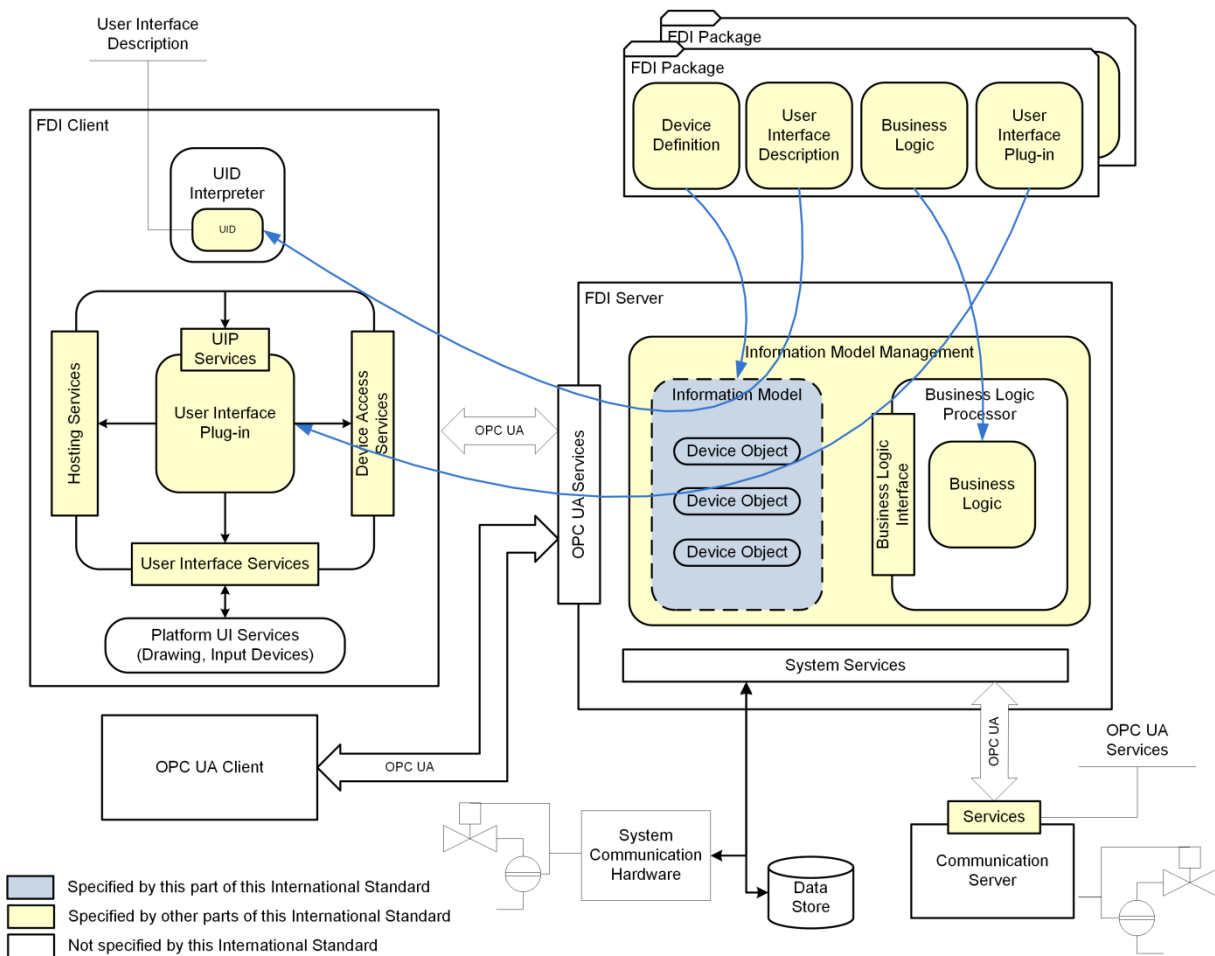 User Interface
Description
FDI Package
FDI Package
Device
Definition
User
Interface
Description
Business
Logic
User
Interface
Plug-in
FDI Client
UID
Interpreter
UID
UIP
Services
Hosting Services
User Interface
Plug-in
Device Access
Services
User Interface Services
Platform UI Services
(Drawing, Input Devices)
OPC UA
FDI Server
OPC UA Services
Information Model Management
Information Model
Device Object
Device Object
Device Object
Business Logic
Processor
Business Logic
Interface
Business
Logic
System Services
OPC UA Client
OPC UA
OPC UA
OPC UA
Services
Services
Communication
Server
System
Communication
Hardware
Data
Store
Specified by this part of this International Standard
Specified by other parts of this International Standard
Not specified by this International Standard